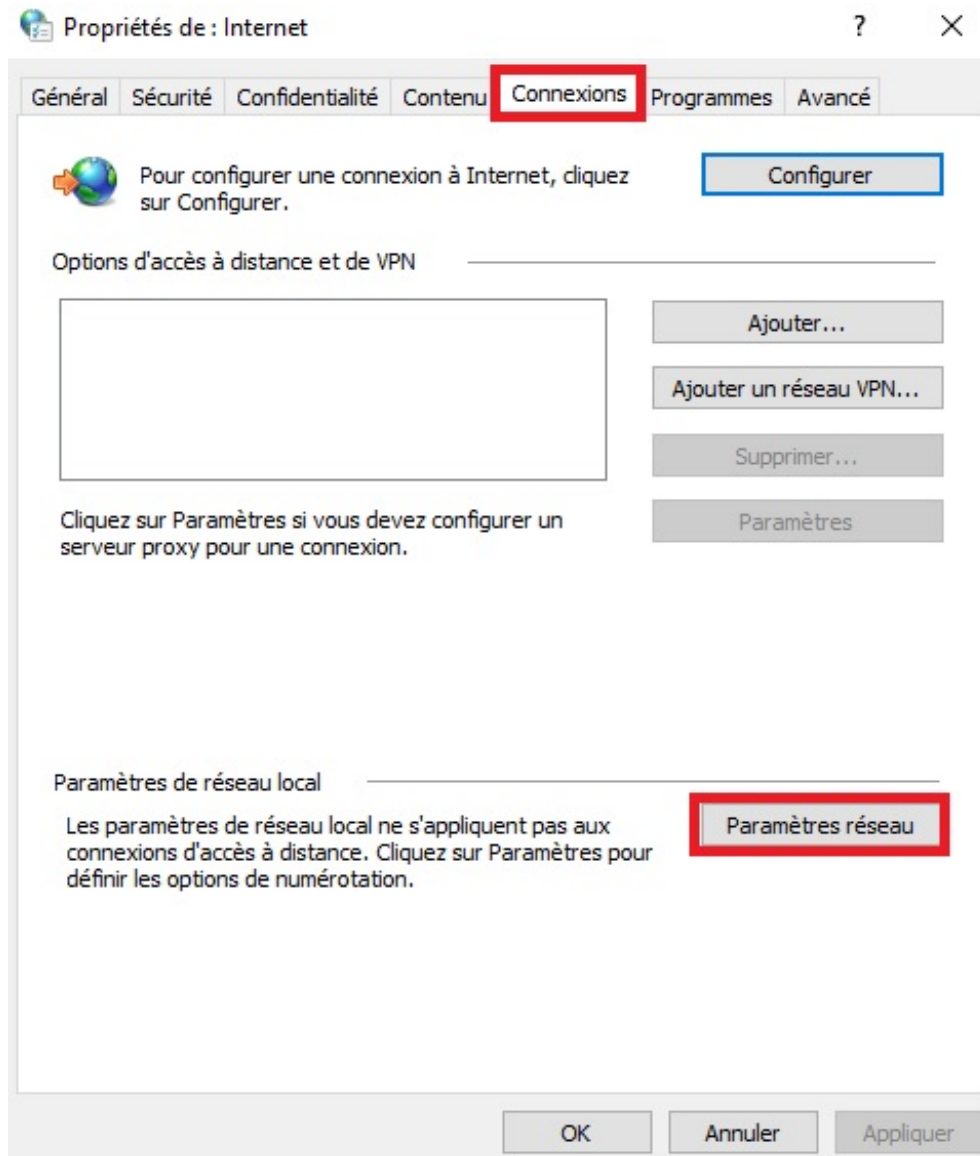 Propriétés de : Internet
?
Général Sécurité Confidentialité Contenu Connexions Programmes Avancé
Pour configurer une connexion à Internet, cliquez
sur Configurer.
Configurer
Options d'accès à distance et de VPN
Ajouter...
Ajouter un réseau VPN...
Supprimer...
Cliquez sur Paramètres si vous devez configurer un
serveur proxy pour une connexion.
Paramètres
Paramètres de réseau local
Les paramètres de réseau local ne s'appliquent pas aux
connexions d'accès à distance. Cliquez sur Paramètres pour
définir les options de numérotation.
Paramètres réseau
OK Annuler Appliquer